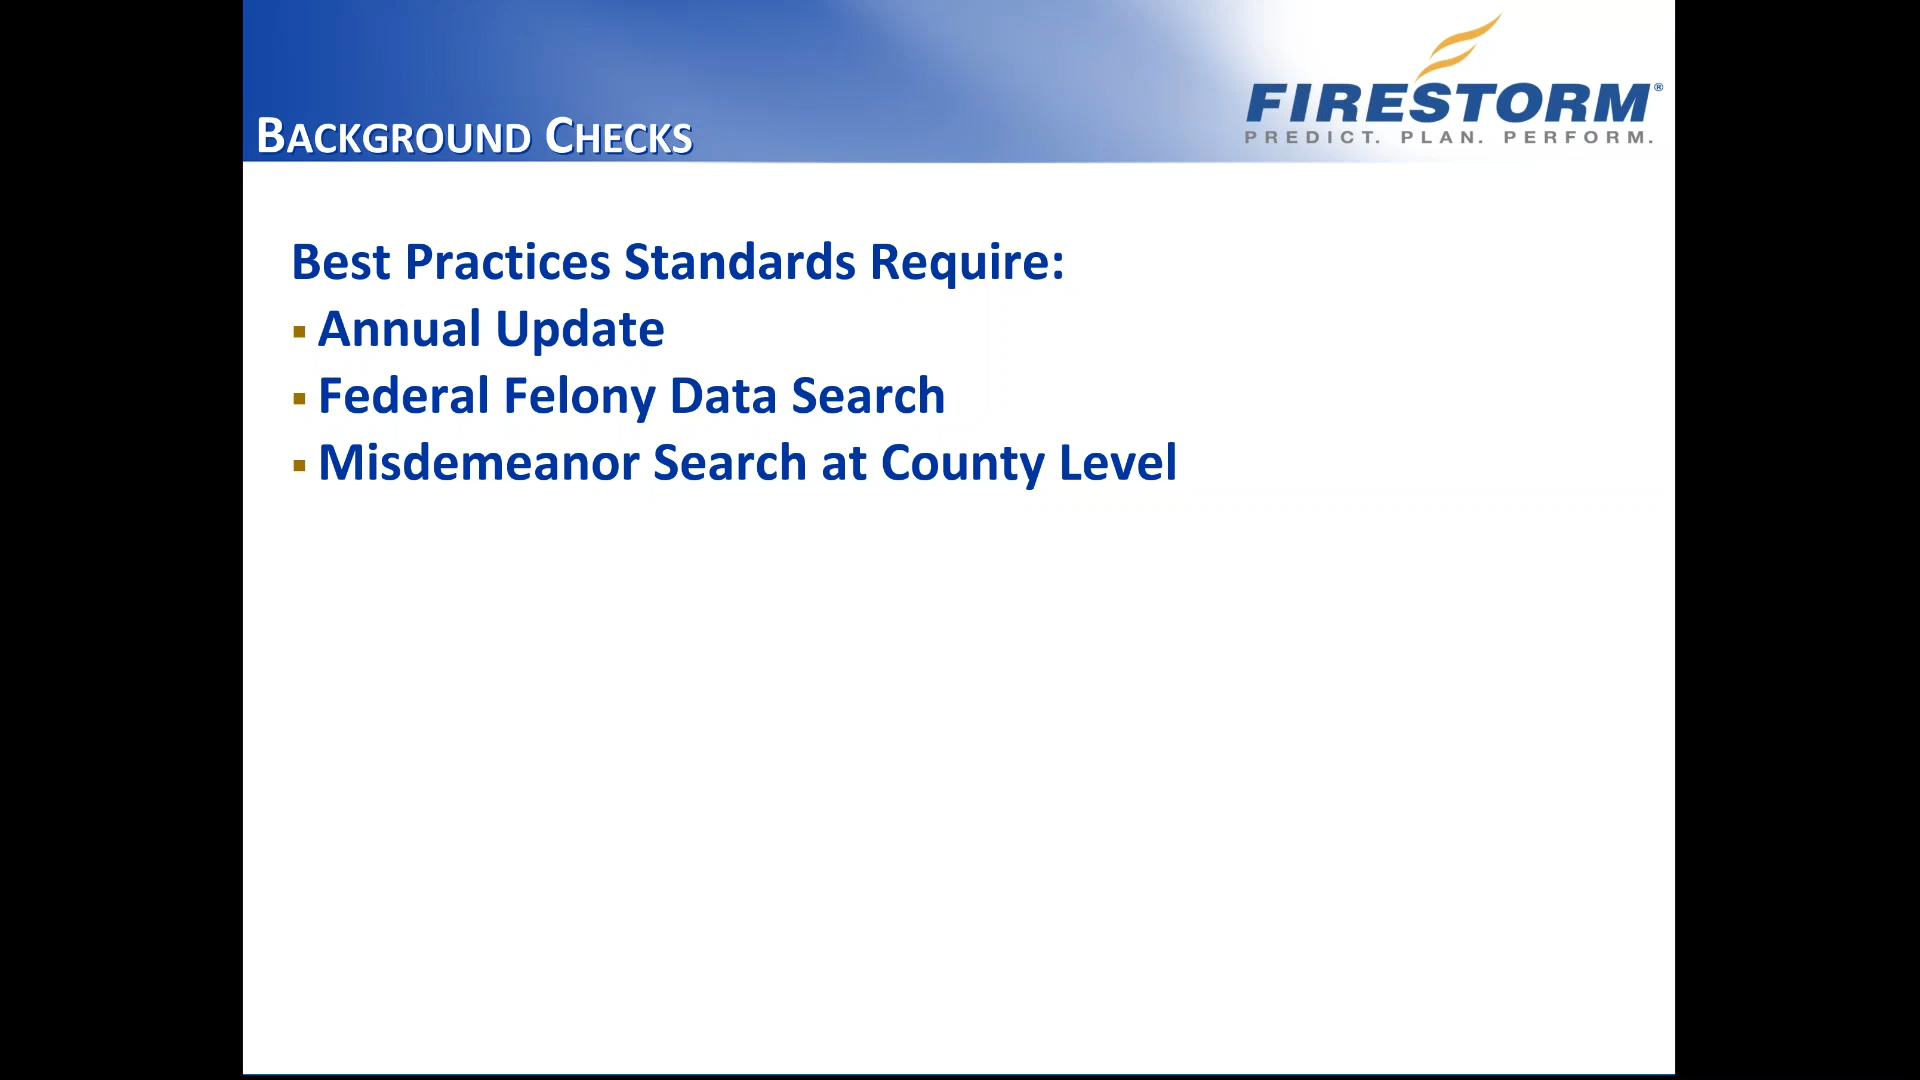 BACKGROUND CHECKS
FIRESTORM®
PREDICT. PLAN. PERFORM.
Best Practices Standards Require:
▪ Annual Update
▪ Federal Felony Data Search
▪ Misdemeanor Search at County Level